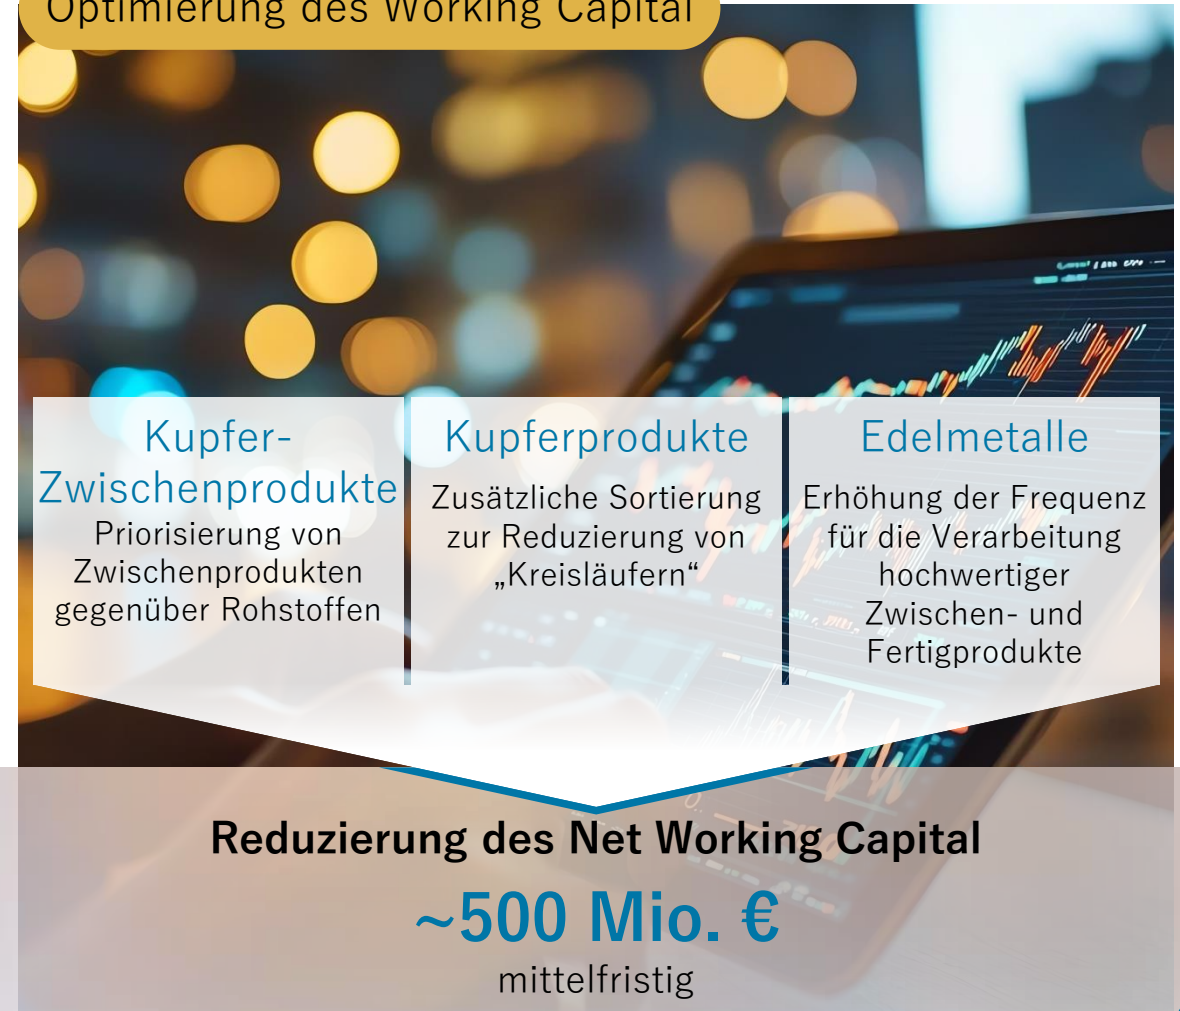 Optimierung des Working Capital
Kupfer-
Zwischenprodukte
Priorisierung von
Zwischenprodukten
gegenüber Rohstoffen
Kupferprodukte
Zusätzliche Sortierung
zur Reduzierung von
„Kreisläufern“
Edelmetalle
Erhöhung der Frequenz
für die Verarbeitung
hochwertiger
Zwischen- und
Fertigprodukte
Reduzierung des Net Working Capital
~500 Mio. €
mittelfristig